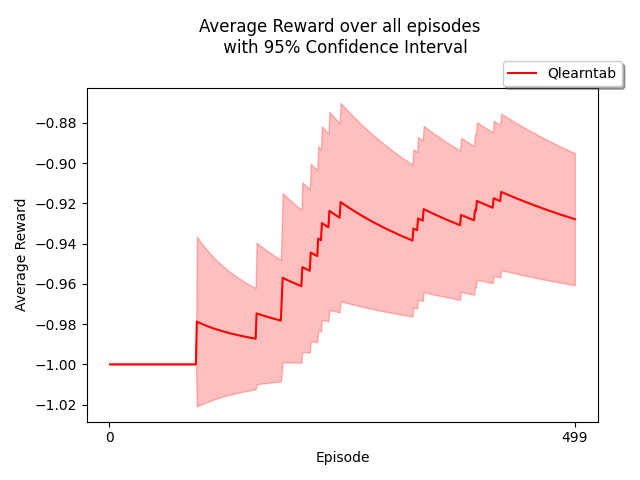 Average Reward over all episodes
with 95% Confidence Interval
Qlearntab
−0.88
−0.90
−0.92
−0.94
−0.96
−0.98
−1.00
−1.02
Average Reward
0
499
Episode